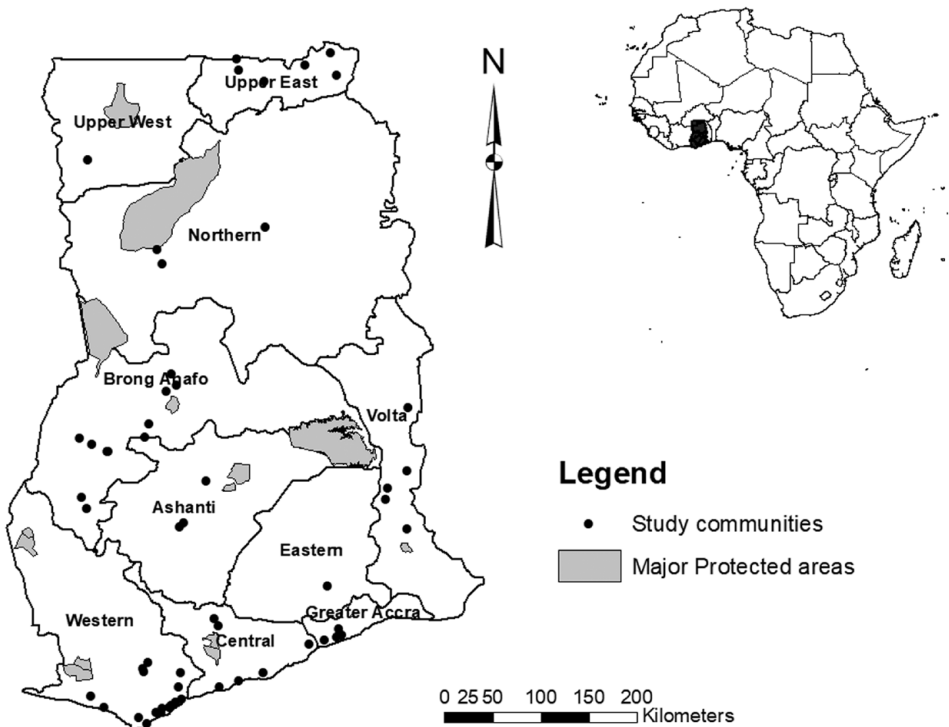 N
Upper East
Upper West
Northern
Brong Ahafo
Volta
Ashanti
Eastern
Greater Accra
Western
Central
Legend
Study communities
Major Protected areas
0 25 50 100 150 200
Kilometers